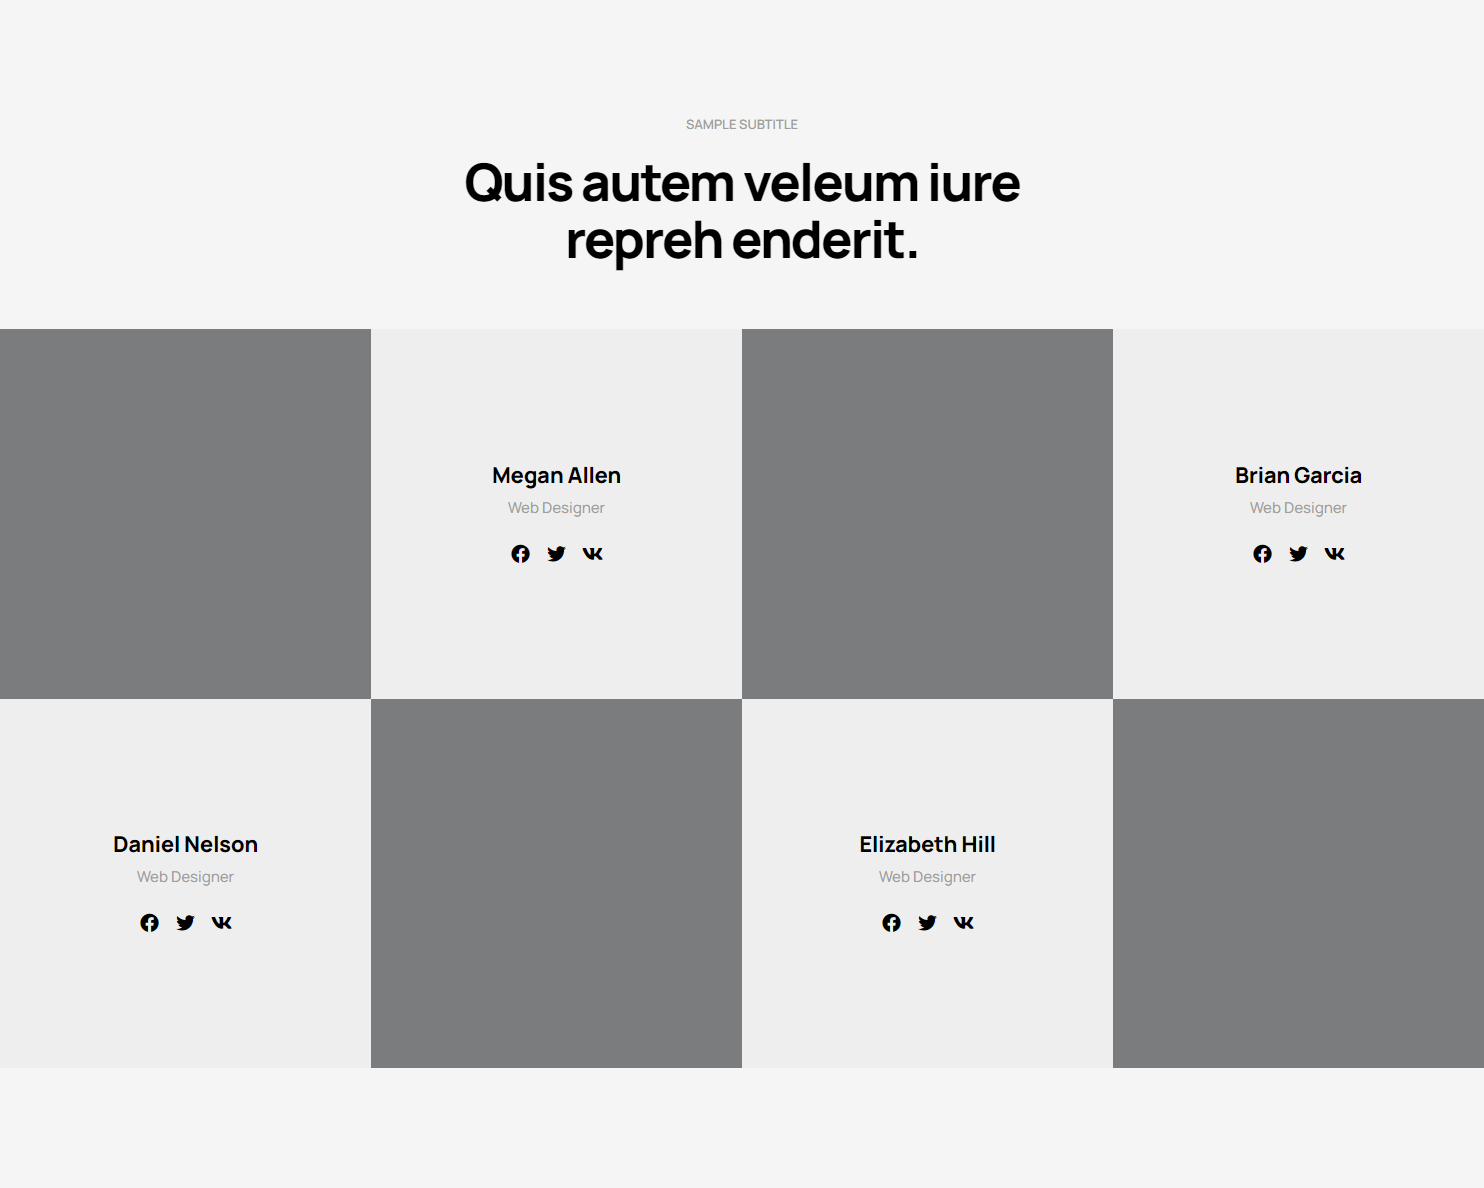 SAMPLE SUBTITLE
Quis autem veleum iure
repreh enderit.
Megan Allen
Web Designer
Brian Garcia
Web Designer
Daniel Nelson
Web Designer
Elizabeth Hill
Web Designer